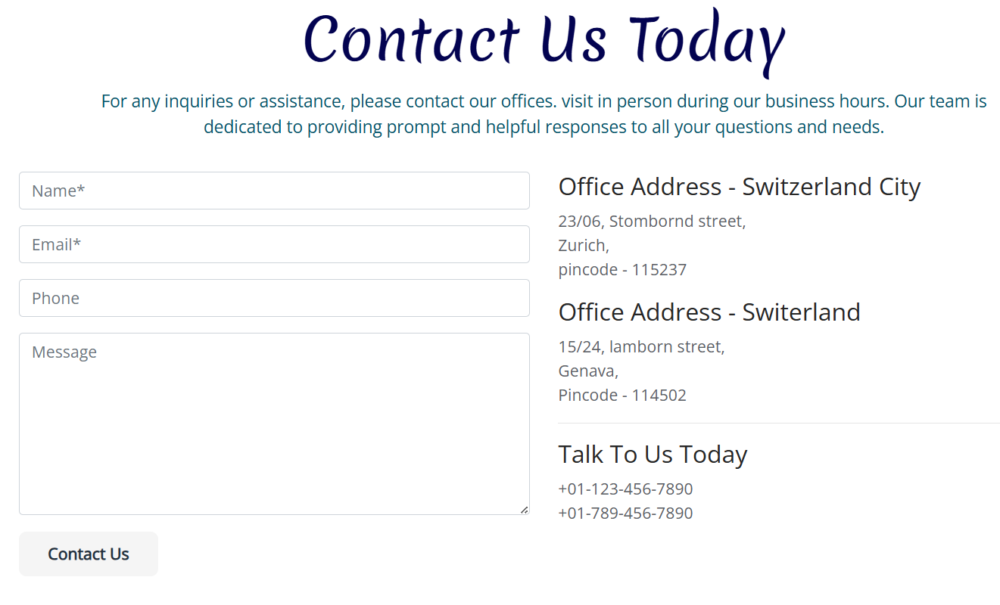 Contact Us Today
For any inquiries or assistance, please contact our offices. visit in person during our business hours. Our team is
dedicated to providing prompt and helpful responses to all your questions and needs.
Name*
Email*
Phone
Message
Contact Us
Office Address - Switzerland City
23/06, Stombornd street,
Zurich,
pincode - 115237
Office Address - Switerland
15/24, lamborn street,
Genava,
Pincode - 114502
Talk To Us Today
+01-123-456-7890
+01-789-456-7890